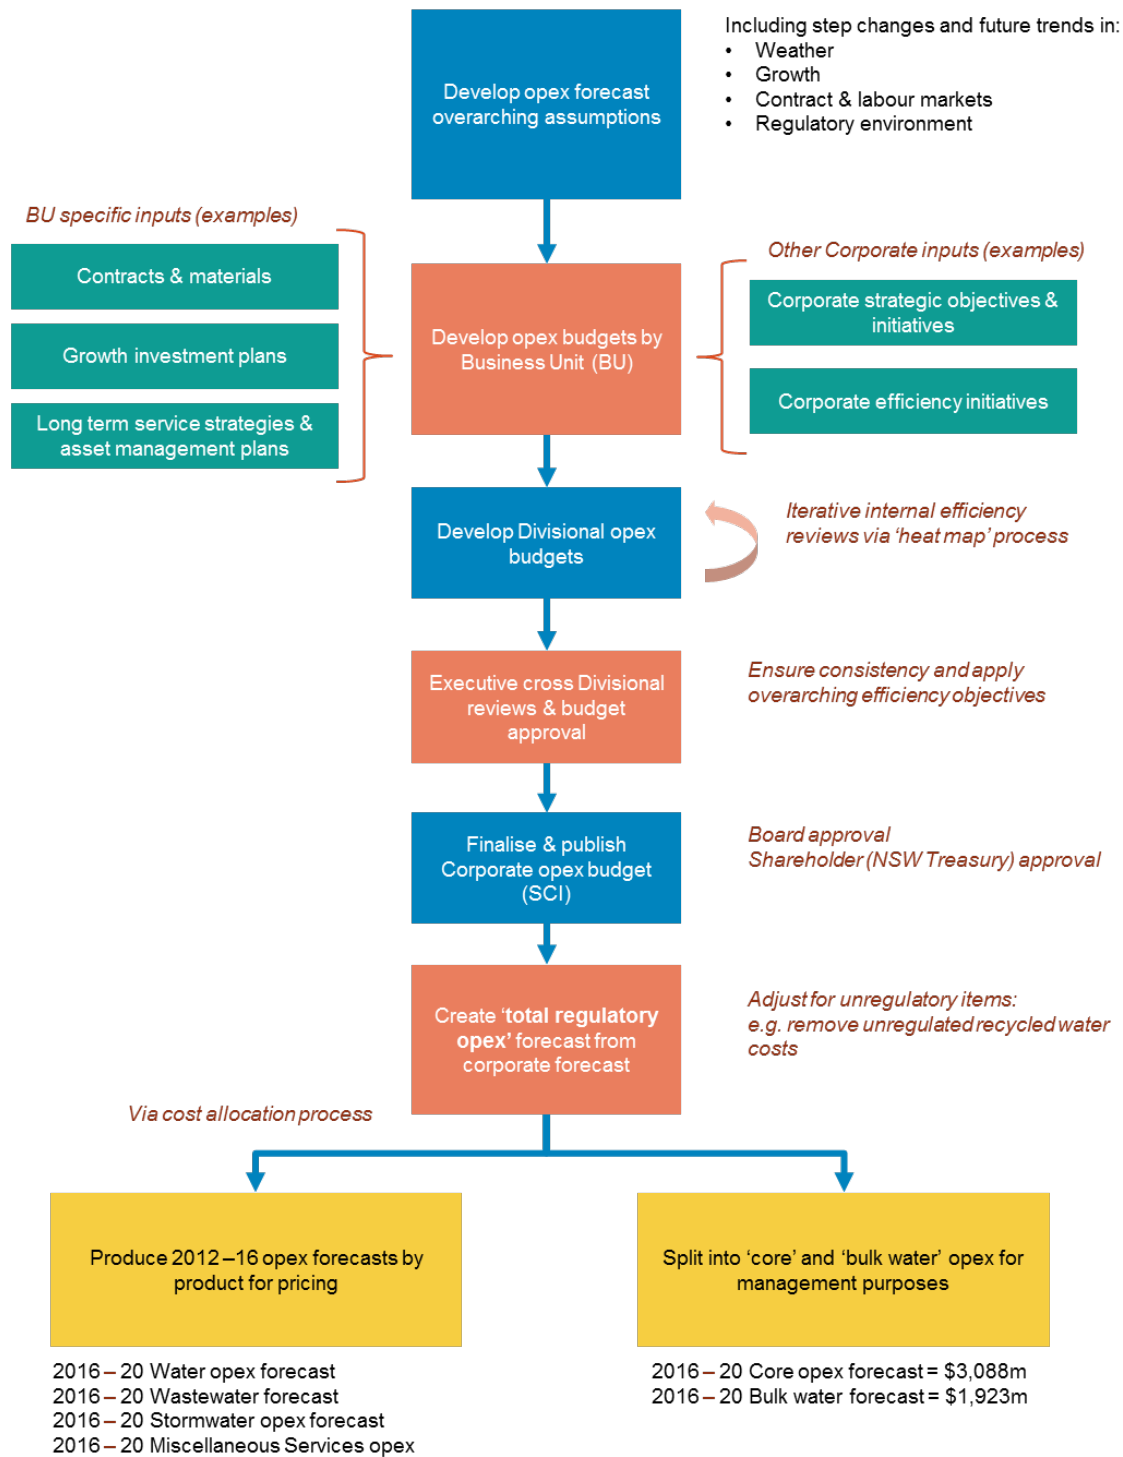 Including step changes and future trends in:
• Weather
• Growth
• Contract & labour markets
• Regulatory environment
Develop opex forecast
overarching assumptions
BU specific inputs (examples)
Contracts & materials
Growth investment plans
Long term service strategies &
asset management plans
Develop opex budgets by
Business Unit (BU)
Other Corporate inputs (examples)
Corporate strategic objectives &
initiatives
Corporate efficiency initiatives
Develop Divisional opex
budgets
Iterative internal efficiency
reviews via ‘heat map’ process
Executive cross Divisional
reviews & budget
approval
Ensure consistency and apply
overarching efficiency objectives
Finalise & publish
Corporate opex budget
(SCI)
Board approval
Shareholder (NSW Treasury) approval
Create ‘total regulatory
opex’ forecast from
corporate forecast
Adjust for unregulatory items:
e.g. remove unregulated recycled water
costs
Via cost allocation process
Produce 2012 –16 opex forecasts by
product for pricing
Split into ‘core’ and ‘bulk water’ opex for
management purposes
2016 – 20 Water opex forecast
2016 – 20 Wastewater forecast
2016 – 20 Stormwater opex forecast
2016 – 20 Miscellaneous Services opex
2016 – 20 Core opex forecast = $3,088m
2016 – 20 Bulk water forecast = $1,923m